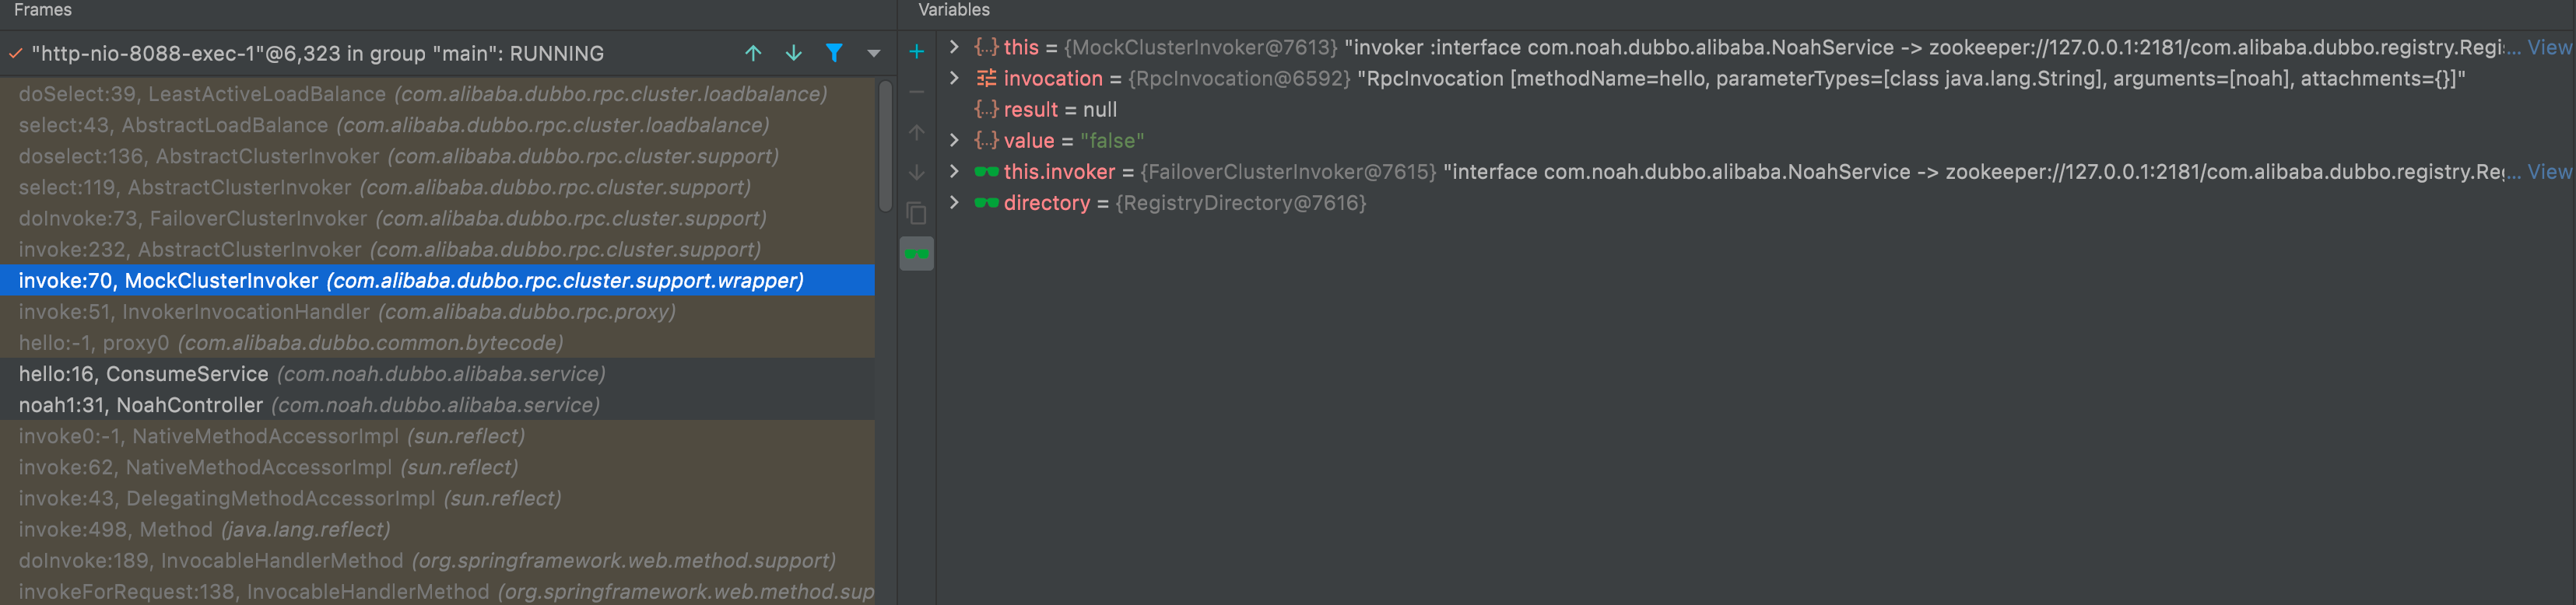 Frames
"http-nio-8088-exec-1"@6,323 in group "main": RUNNING
doSelect:39, LeastActiveLoadBalance (com.alibaba.dubbo.rpc.cluster.loadbalance)
select:43, AbstractLoadBalance (com.alibaba.dubbo.rpc.cluster.loadbalance)
doselect:136, AbstractClusterInvoker (com.alibaba.dubbo.rpc.cluster.support)
select:119, AbstractClusterInvoker (com.alibaba.dubbo.rpc.cluster.support)
doInvoke:73, FailoverClusterInvoker (com.alibaba.dubbo.rpc.cluster.support)
invoke:232, AbstractClusterInvoker (com.alibaba.dubbo.rpc.cluster.support)
invoke:70, MockClusterInvoker (com.alibaba.dubbo.rpc.cluster.support.wrapper)
invoke:51, InvokerInvocationHandler (com.alibaba.dubbo.rpc.proxy)
hello:-1, proxy0 (com.alibaba.dubbo.common.bytecode)
hello:16, ConsumeService (com.noah.dubbo.alibaba.service)
noah1:31, NoahController (com.noah.dubbo.alibaba.service)
invoke0:-1, NativeMethodAccessorImpl (sun.reflect)
invoke:62, NativeMethodAccessorImpl (sun.reflect)
invoke:43, DelegatingMethodAccessorImpl (sun.reflect)
invoke:498, Method (java.lang.reflect)
doInvoke:189, InvocableHandlerMethod (org.springframework.web.method.support)
invokeForRequest:138, InvocableHandlerMethod (org.springframework.web.method.sup
Variables
this = {MockClusterInvoker@7613} "invoker :interface com.noah.dubbo.alibaba.NoahService -> zookeeper://127.0.0.1:2181/com.alibaba.dubbo.registry.Regi... View
invocation = {RpcInvocation@6592} "RpcInvocation [methodName=hello, parameterTypes=[class java.lang.String], arguments=[noah], attachments={}]"
result = null
value = "false"
this.invoker = {FailoverClusterInvoker@7615} "interface com.noah.dubbo.alibaba.NoahService -> zookeeper://127.0.0.1:2181/com.alibaba.dubbo.registry.Reg... View
directory = {RegistryDirectory@7616}